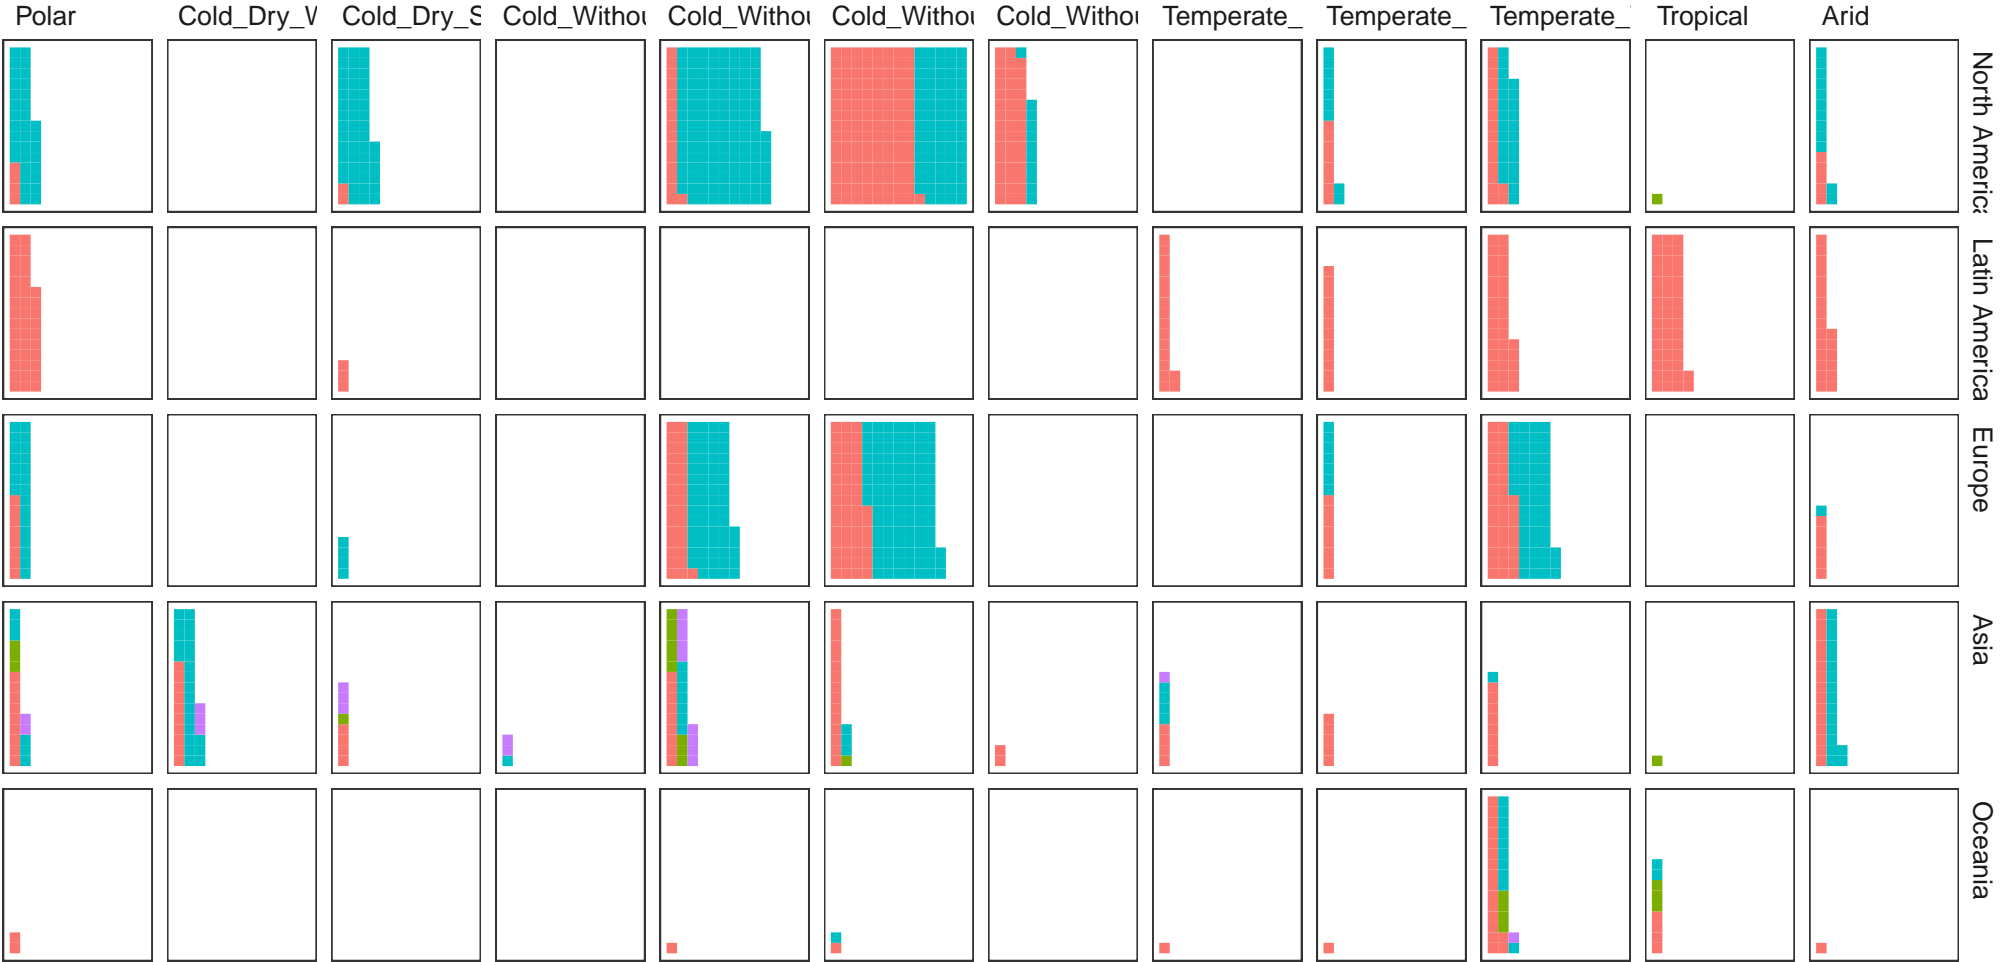 Polar
Cold_Dry_W
Cold_Dry_S
Cold_Withou
Cold_Withou
Cold_Withou
Cold_Withou
Temperate_
Temperate_
Temperate_
Tropical
Arid
North America
Latin America
Europe
Asia
Oceania